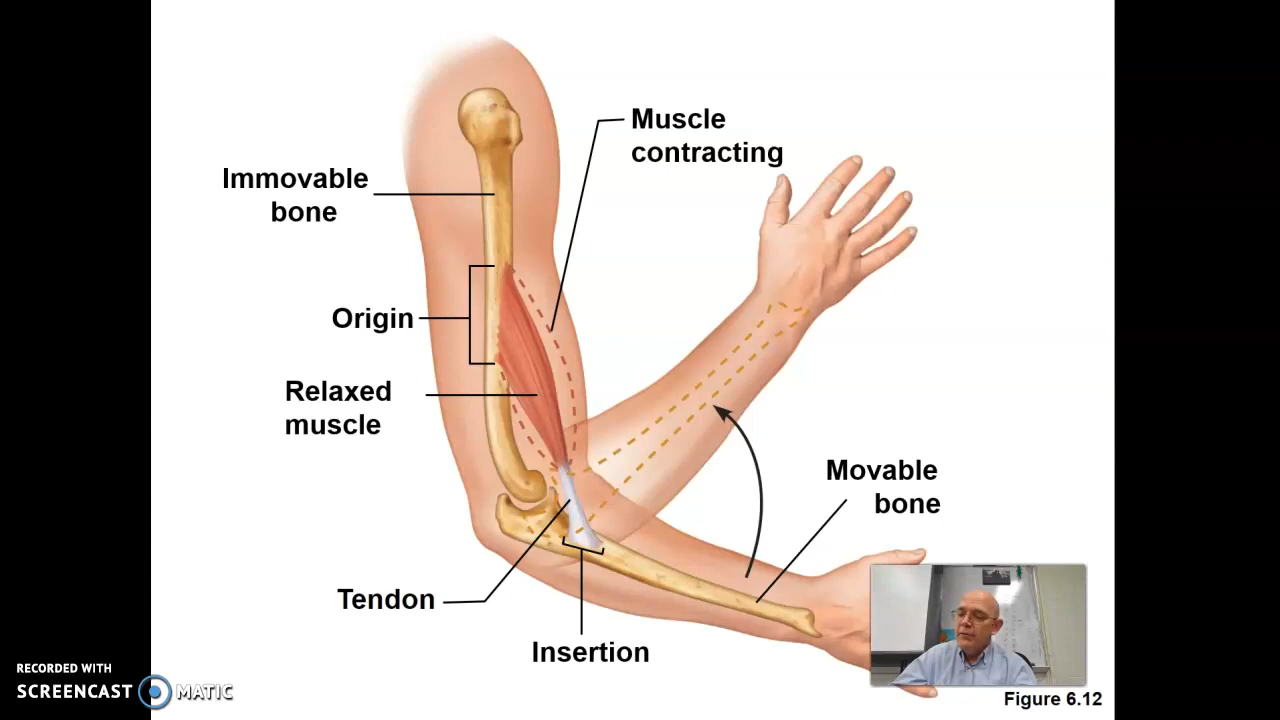 Muscle
contracting
Immovable
bone
Origin
Relaxed
muscle
Movable
bone
Tendon
Insertion
RECORDED WITH
SCREENCAST MATIC
Figure 6.12